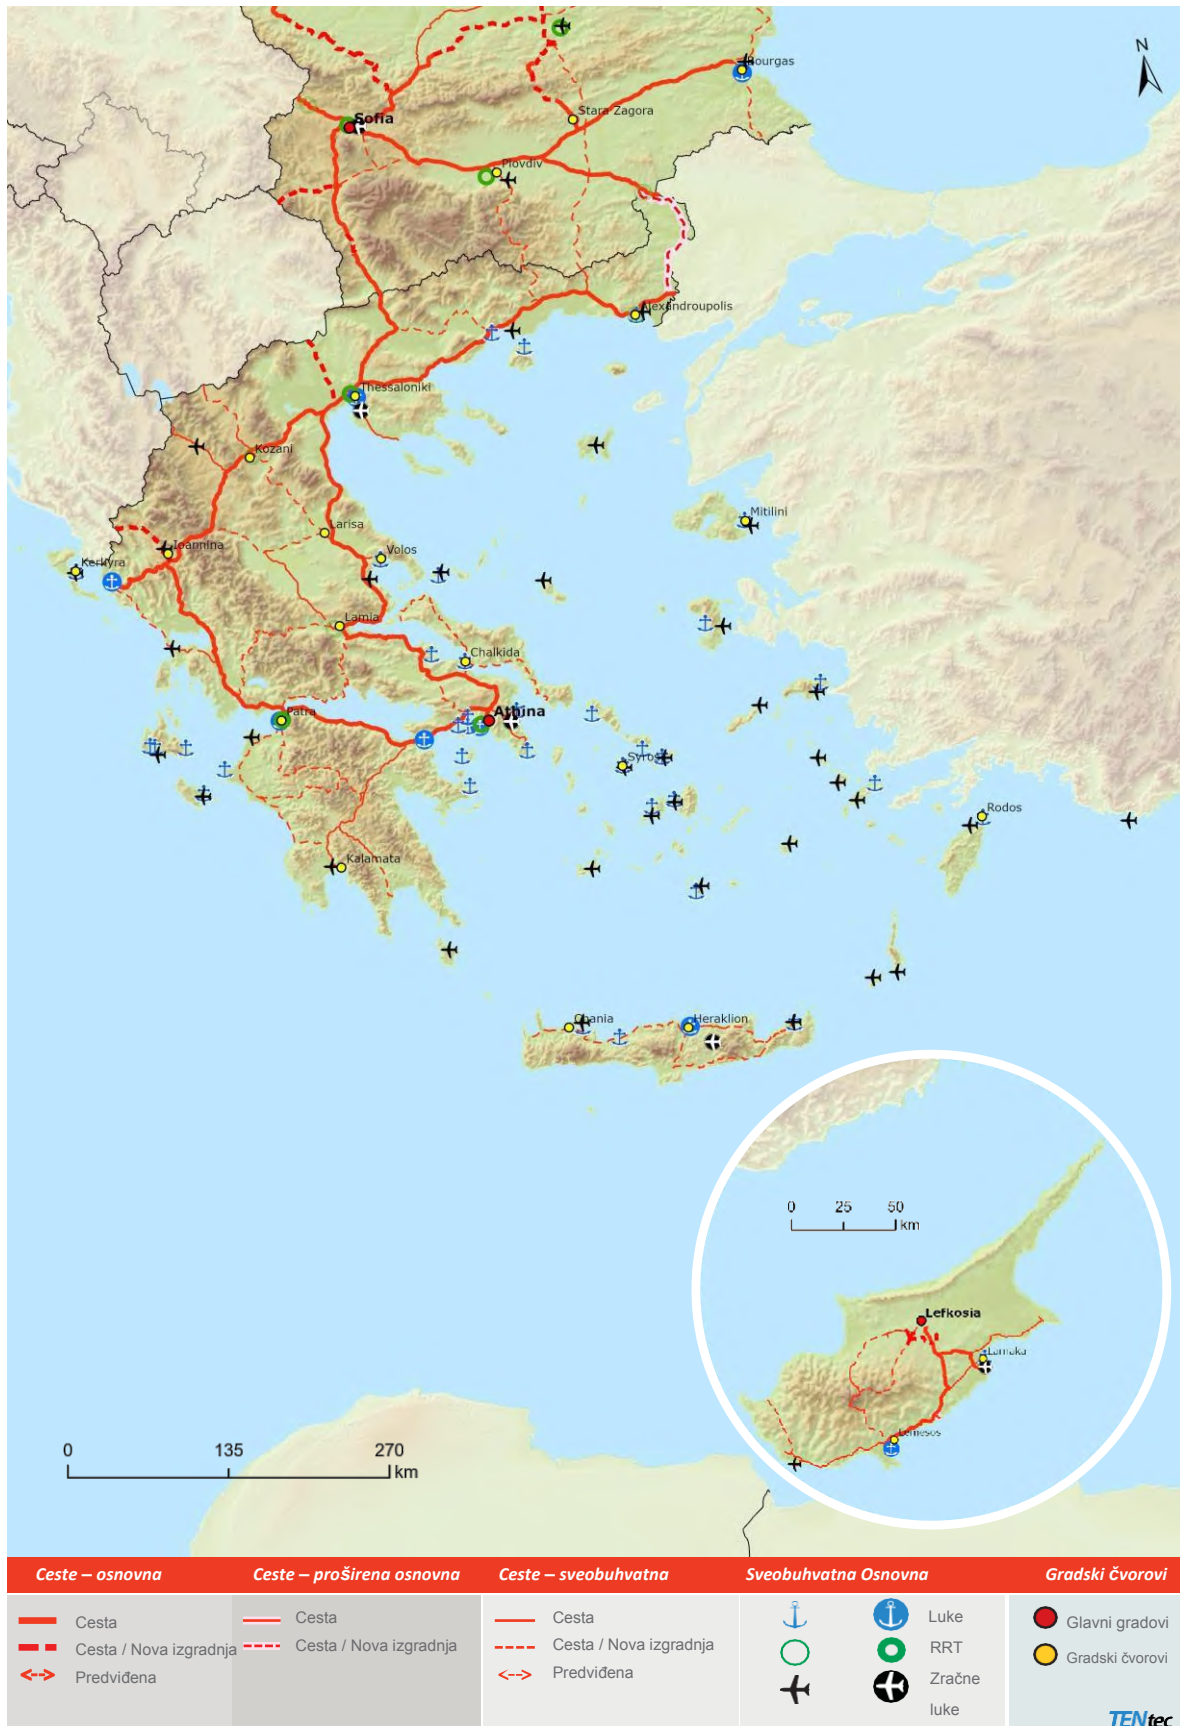 N
Bourgas
Stara Zagora
Sofia
Plovdiv
Alexandroupolis
Thessaloniki
Kozani
Mitilini
Larisa
Ioannina
Volos
Kerkyra
Lamia
Chalkida
Patra
Athina
Syros
Rodos
Kalamata
Chania
Heraklion
0 25 50
km
Lefkosia
Larnaka
Lemesos
0 135 270
km
Ceste – osnovna
Cesta
Cesta / Nova izgradnja
Predviđena
Ceste – proširena osnovna
Cesta
Cesta / Nova izgradnja
Ceste – sveobuhvatna
Cesta
Cesta / Nova izgradnja
Predviđena
Sveobuhvatna Osnovna
Luke
RRT
Zračne
luke
Gradski čvorovi
Glavni gradovi
Gradski čvorovi
TENtec